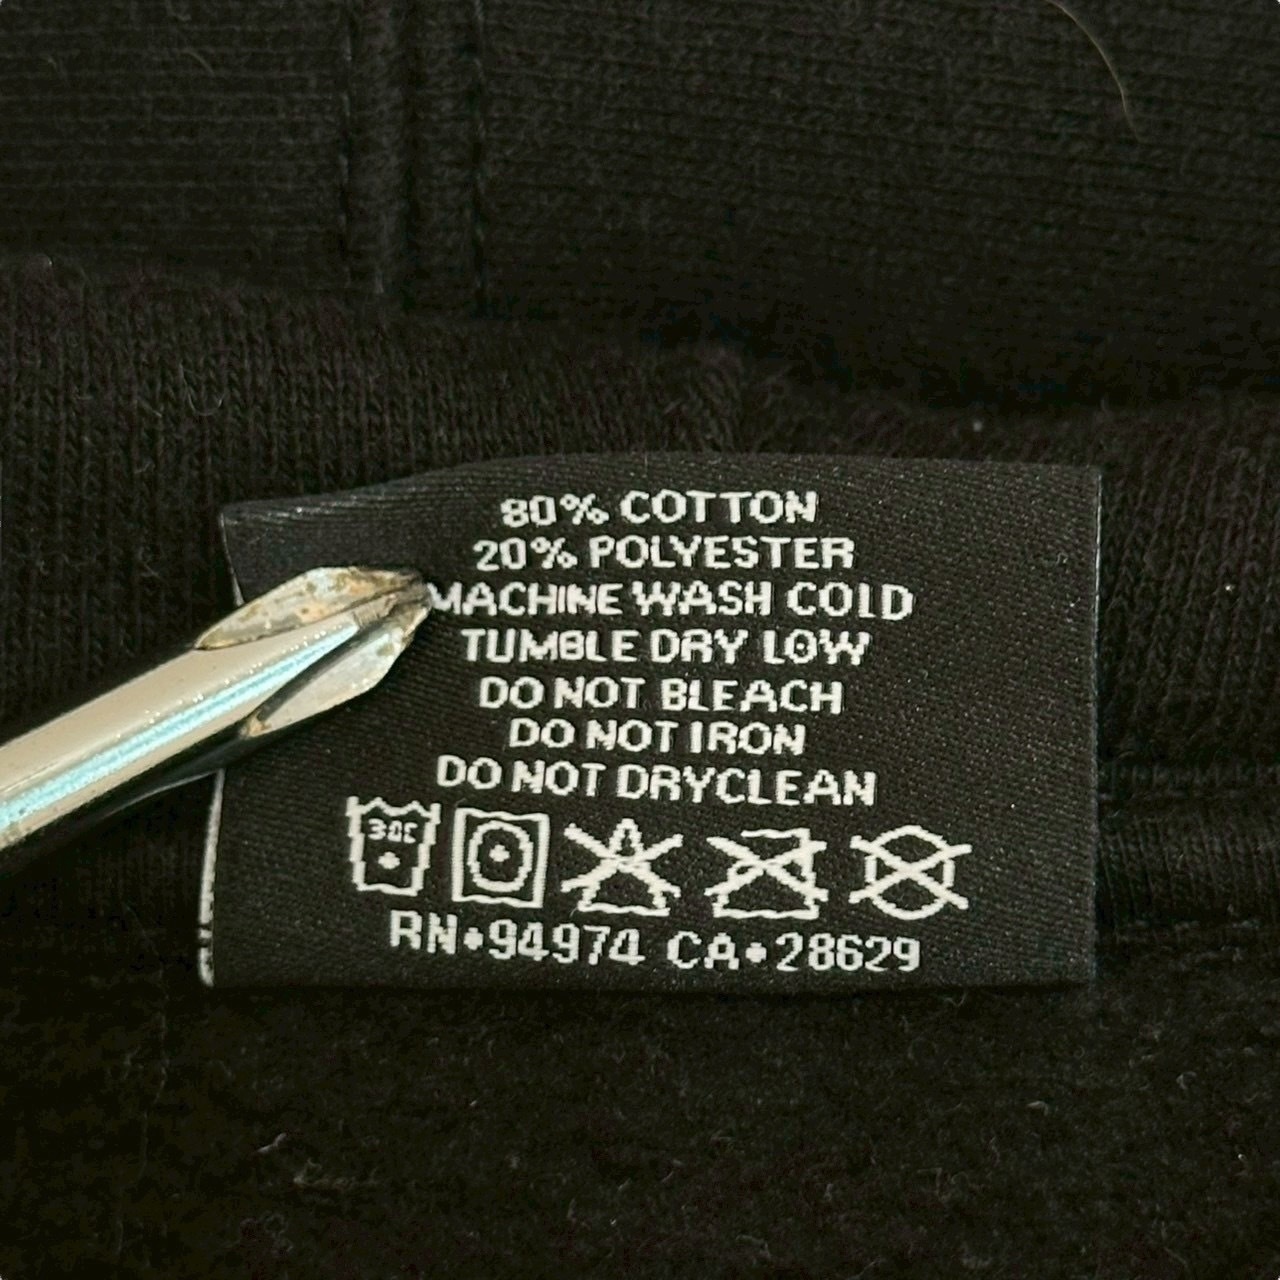 80% COTTON
20% POLYESTER
MACHINE WASH COLD
TUMBLE DRY LOW
DO NOT BLEACH
DO NOT IRON
DO NOT DRYCLEAN
30C
RN•94974 CA•28629